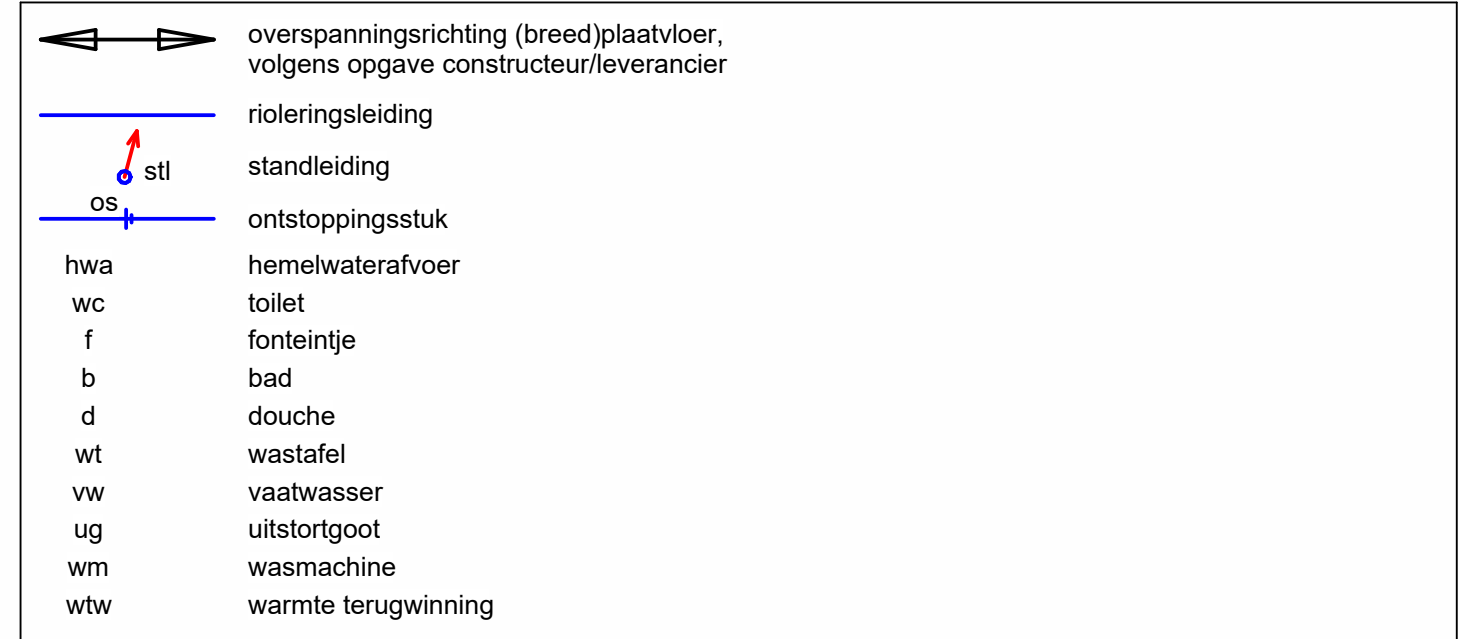 overspanningsrichting (breed)plaatvloer,
volgens opgave constructeur/leverancier
rioleringsleiding
stl standleiding
os ontstoppingsstuk
hwa hemelwaterafvoer
wc toilet
f fonteintje
b bad
d douche
wt wastafel
vw vaatwasser
ug uitstortgoot
wm wasmachine
wtw warmte terugwinning